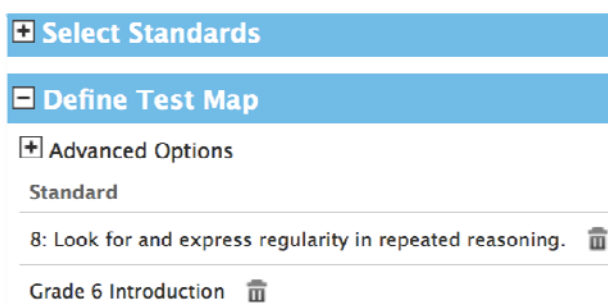 Select Standards
Define Test Map
Advanced Options
Standard
8: Look for and express regularity in repeated reasoning.
Grade 6 Introduction